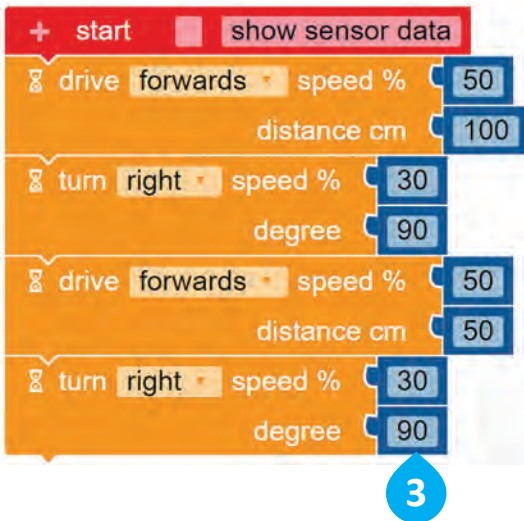 + start show sensor data
drive forwards speed % 50
distance cm 100
turn right speed % 30
degree 90
drive forwards speed % 50
distance cm 50
turn right speed % 30
degree 90
3